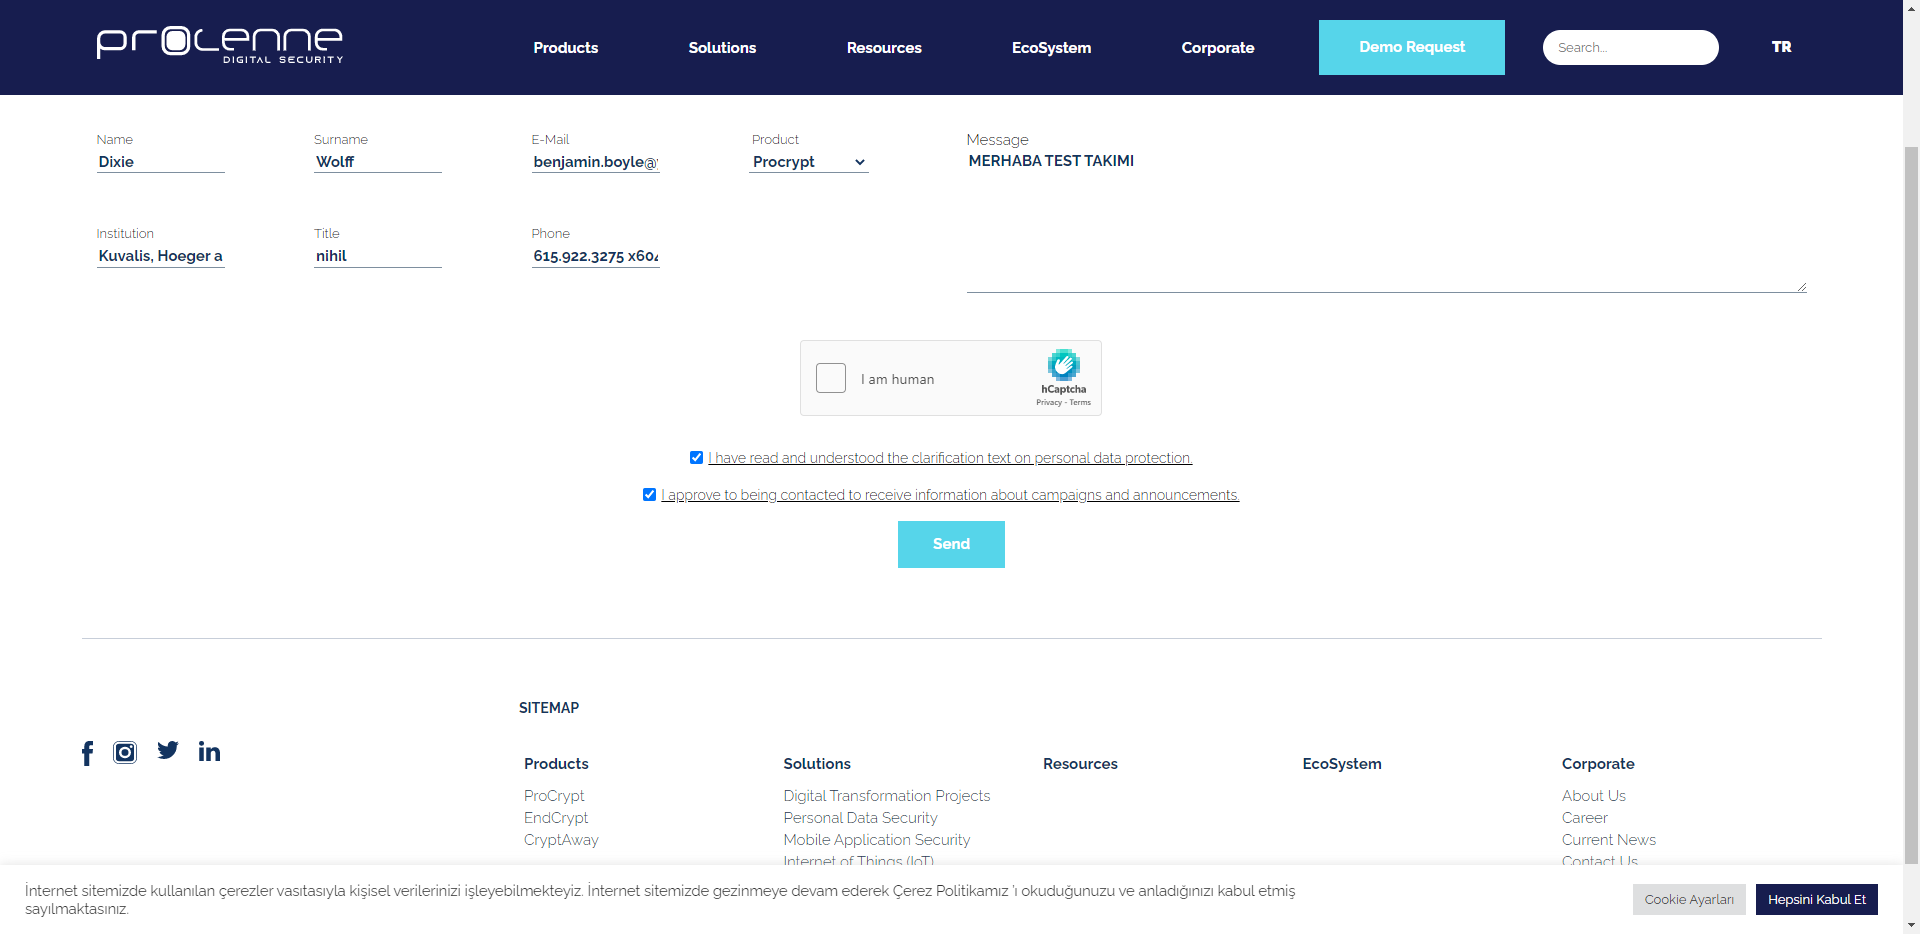 procenne
DIGITAL SECURITY
Products
Solutions
Resources
EcoSystem
Corporate
Demo Request
Search...
TR
Name
Surname
E-Mail
Product
Message
Dixie
Wolff
benjamin.boyle@
Procrypt
MERHABA TEST TAKIMI
Institution
Title
Phone
Kuvalis, Hoeger a
nihil
615.922.3275 x604
I am human
hCaptcha
Privacy - Terms
I have read and understood the clarification text on personal data protection.
I approve to being contacted to receive information about campaigns and announcements.
Send
SITEMAP
Products
Solutions
Resources
EcoSystem
Corporate
ProCrypt
Digital Transformation Projects
About Us
EndCrypt
Personal Data Security
Career
CryptAway
Mobile Application Security
Current News
Internet of Things (IoT)
Contact Us
İnternet sitemizde kullanılan çerezler vasıtasıyla kişisel verilerinizi işleyebilmekteyiz. İnternet sitemizde gezinmeye devam ederek Çerez Politikamız 'ı okuduğunuzu ve anladığınızı kabul etmiş
sayılmaktasınız.
Cookie Ayarları
Hepsini Kabul Et